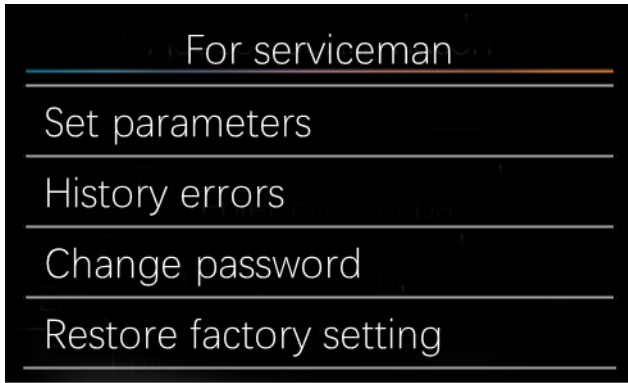 For serviceman
Set parameters
History errors
Change password
Restore factory setting